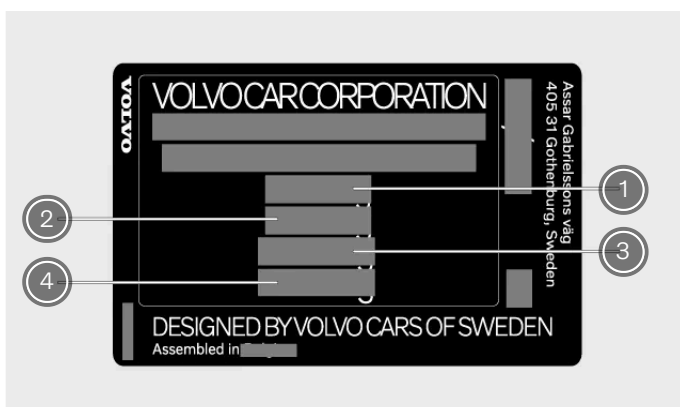 VOLVO
VOLVO CAR CORPORATION
Assar Gabrielssons väg
405 31 Gothenburg, Sweden
1
2
3
4
DESIGNED BY VOLVO CARS OF SWEDEN
Assembled in